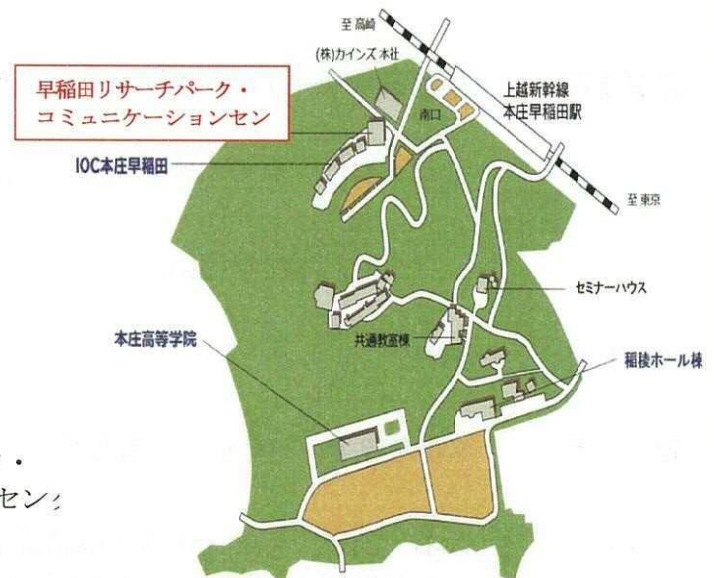 至 高崎
(株)カインズ 本社
早稲田リサーチパーク・
コミュニケーションセン
上越新幹線
本庄早稲田駅
南口
IOC本庄早稲田
至 東京
セミナーハウス
共通教室棟
本庄高等学院
稲稜ホール棟
・
セン